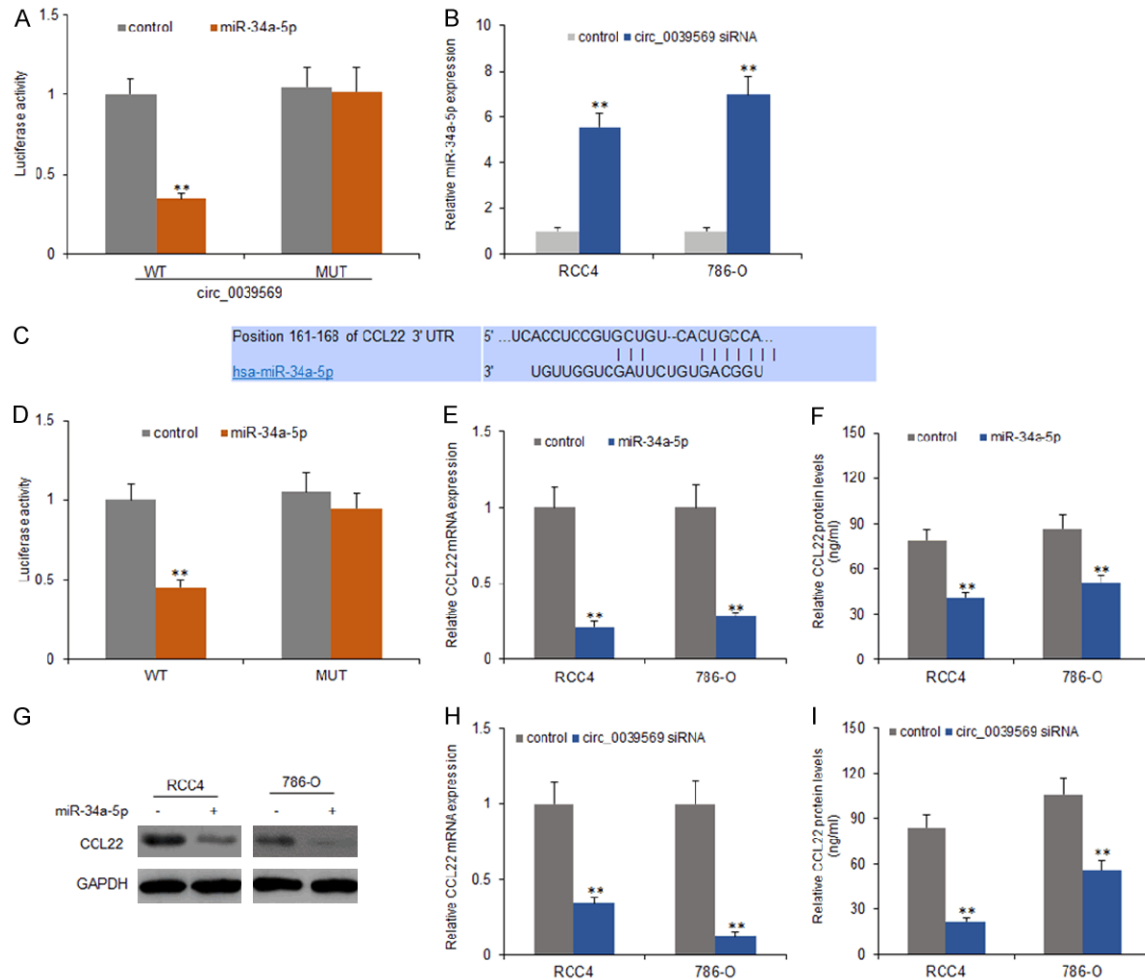 A
1.5
control
miR-34a-5p
1
Luciferase activity
0.5
**
0
WT
MUT
circ_0039569
B
10
control
circ_0039569 siRNA
8
**
**
6
Relative miR-34a-5p expression
4
2
0
RCC4
786-O
C
Position 161-168 of CCL22 3' UTR
5' ...UCACCUCCGUGCUGU--CACUGCCA...
hsa-miR-34a-5p
3' UGUUGGUCGAUUCUGUGACGGU
D
1.5
control
miR-34a-5p
1
Luciferase activity
0.5
**
0
WT
MUT
E
1.5
control
miR-34a-5p
1
Relative CCL22 mRNA expression
0.5
**
**
0
RCC4
786-O
F
150
control
miR-34a-5p
120
90
Relative CCL22 protein levels
(ng/ml)
60
**
**
30
0
RCC4
786-O
G
RCC4
786-O
miR-34a-5p
-
+
-
+
CCL22
GAPDH
H
1.5
control
circ_0039569 siRNA
1
Relative CCL22 mRNA expression
0.5
**
**
0
RCC4
786-O
I
150
control
circ_0039569 siRNA
120
90
Relative CCL22 protein levels
(ng/ml)
60
**
30
**
0
RCC4
786-O